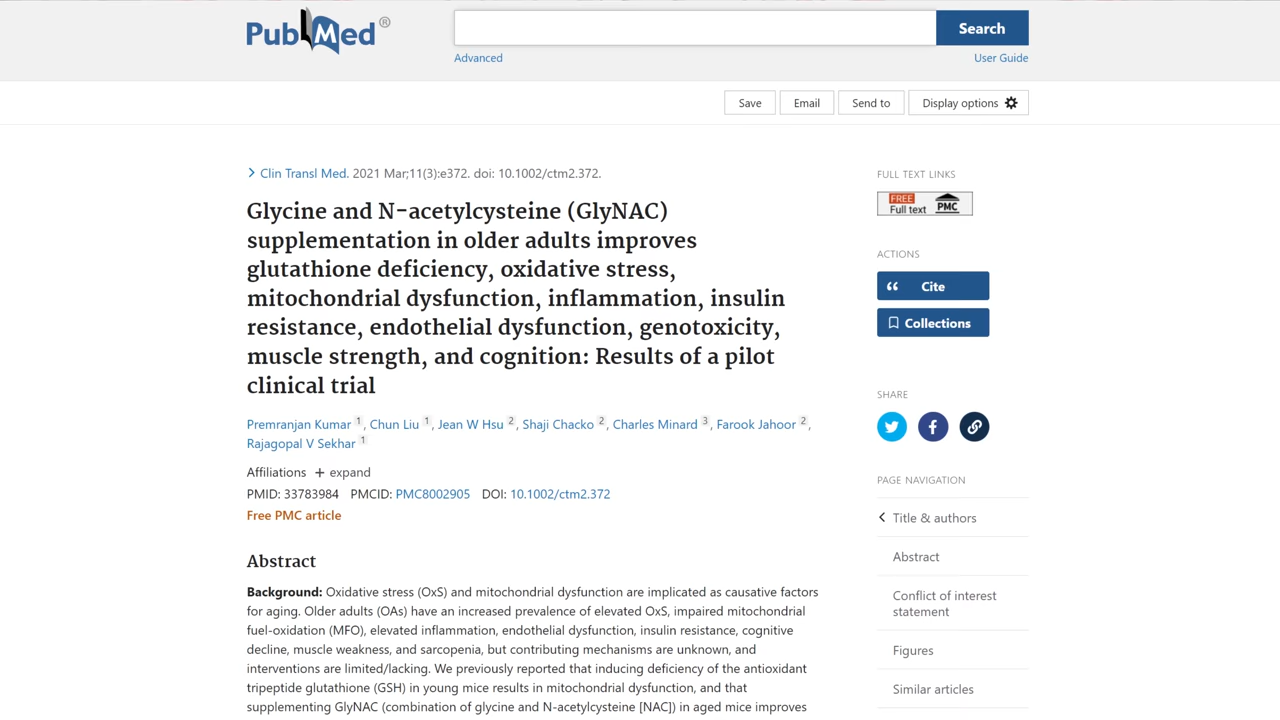 PubMed®
Search
Advanced
User Guide
Save
Email
Send to
Display options
Clin Transl Med. 2021 Mar;11(3):e372. doi: 10.1002/ctm2.372.
Glycine and N-acetylcysteine (GlyNAC)
supplementation in older adults improves
glutathione deficiency, oxidative stress,
mitochondrial dysfunction, inflammation, insulin
resistance, endothelial dysfunction, genotoxicity,
muscle strength, and cognition: Results of a pilot
clinical trial
Premranjan Kumar 1, Chun Liu 1, Jean W Hsu 2, Shaji Chacko 2, Charles Minard 3, Farook Jahoor 2,
Rajagopal V Sekhar 1
Affiliations + expand
PMID: 33783984 PMCID: PMC8002905 DOI: 10.1002/ctm2.372
Free PMC article
Abstract
Background: Oxidative stress (OxS) and mitochondrial dysfunction are implicated as causative factors
for aging. Older adults (OAs) have an increased prevalence of elevated OxS, impaired mitochondrial
fuel-oxidation (MFO), elevated inflammation, endothelial dysfunction, insulin resistance, cognitive
decline, muscle weakness, and sarcopenia, but contributing mechanisms are unknown, and
interventions are limited/lacking. We previously reported that inducing deficiency of the antioxidant
tripeptide glutathione (GSH) in young mice results in mitochondrial dysfunction, and that
supplementing GlyNAC (combination of glycine and N-acetylcysteine [NAC]) in aged mice improves
FULL TEXT LINKS
FREE
Full text PMC
ACTIONS
Cite
Collections
SHARE
PAGE NAVIGATION
Title & authors
Abstract
Conflict of interest
statement
Figures
Similar articles